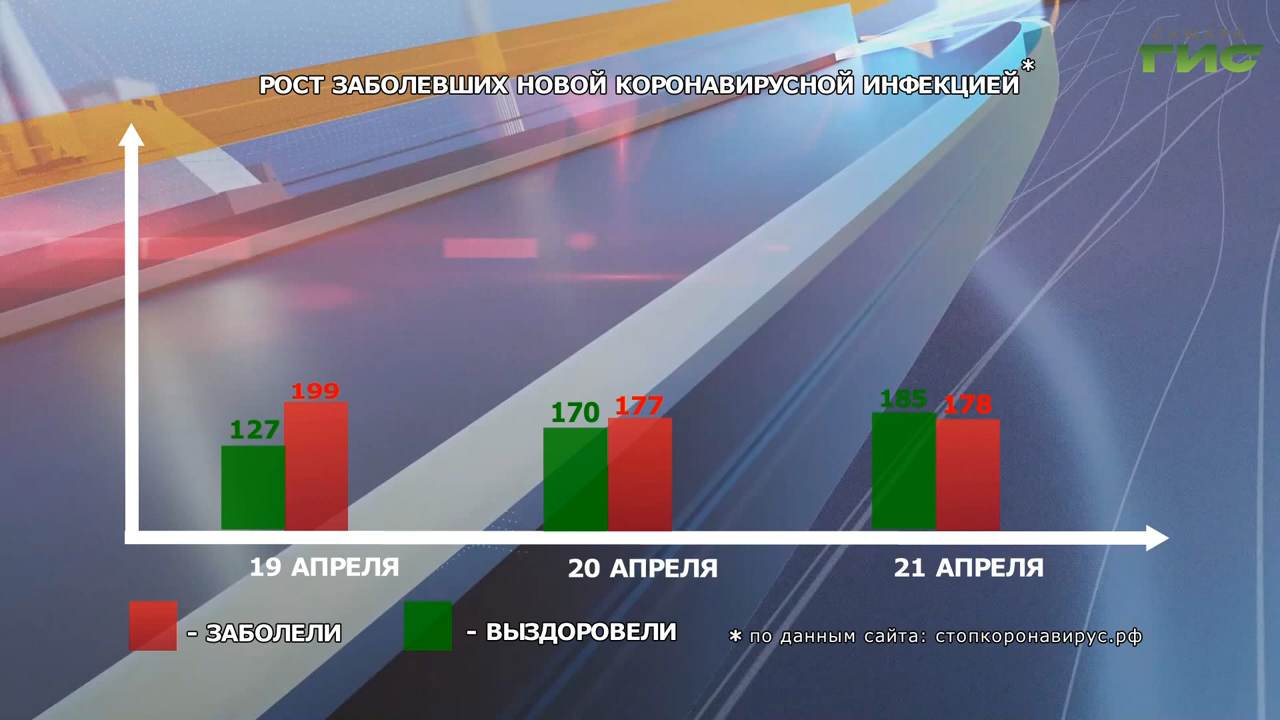 САМАРА
ГИС
РОСТ ЗАБОЛЕВШИХ НОВОЙ КОРОНАВИРУСНОЙ ИНФЕКЦИЕЙ*
127 199
170 177
185 178
19 АПРЕЛЯ 20 АПРЕЛЯ 21 АПРЕЛЯ
- ЗАБОЛЕЛИ - ВЫЗДОРОВЕЛИ * по данным сайта: стопкоронавирус.рф